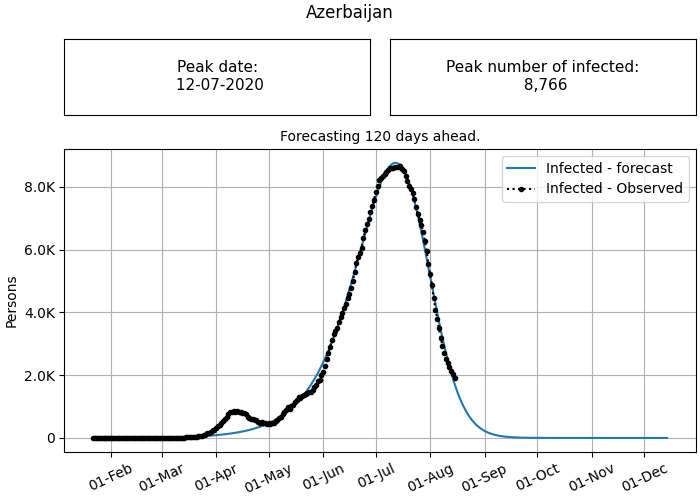 Azerbaijan
Peak date:
12-07-2020
Peak number of infected:
8,766
Forecasting 120 days ahead.
Infected - forecast
Infected - Observed
8.0K
6.0K
4.0K
2.0K
0
Persons
01-Feb
01-Mar
01-Apr
01-May
01-Jun
01-Jul
01-Aug
01-Sep
01-Oct
01-Nov
01-Dec